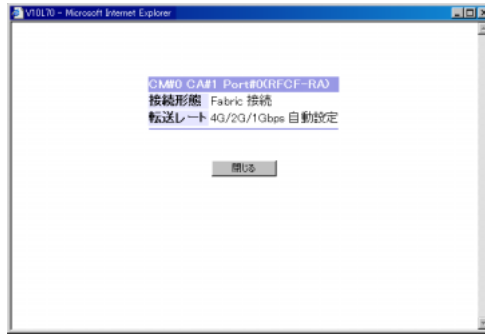 V10L70 - Microsoft Internet Explorer
CM#0 CA#1 Port#0(RFCF-RA)
接続形態 Fabric 接続
転送レート 4G/2G/1Gbps 自動設定
閉じる